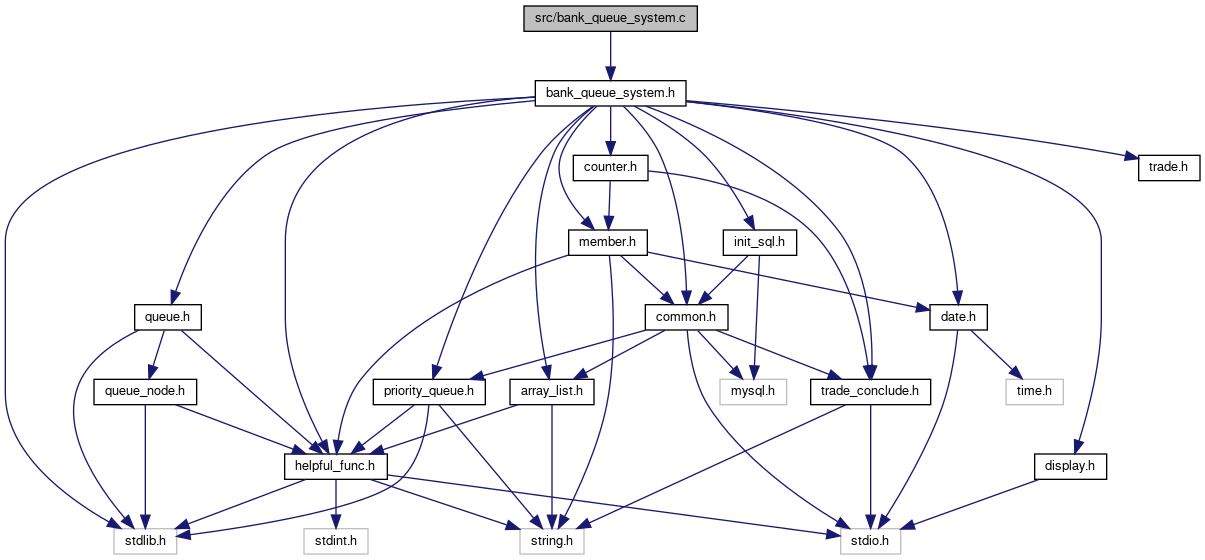 src/bank_queue_system.c
bank_queue_system.h
counter.h
trade.h
member.h
init_sql.h
queue.h
common.h
date.h
queue_node.h
priority_queue.h
array_list.h
mysql.h
trade_conclude.h
time.h
helpful_func.h
display.h
stdlib.h
stdint.h
string.h
stdio.h